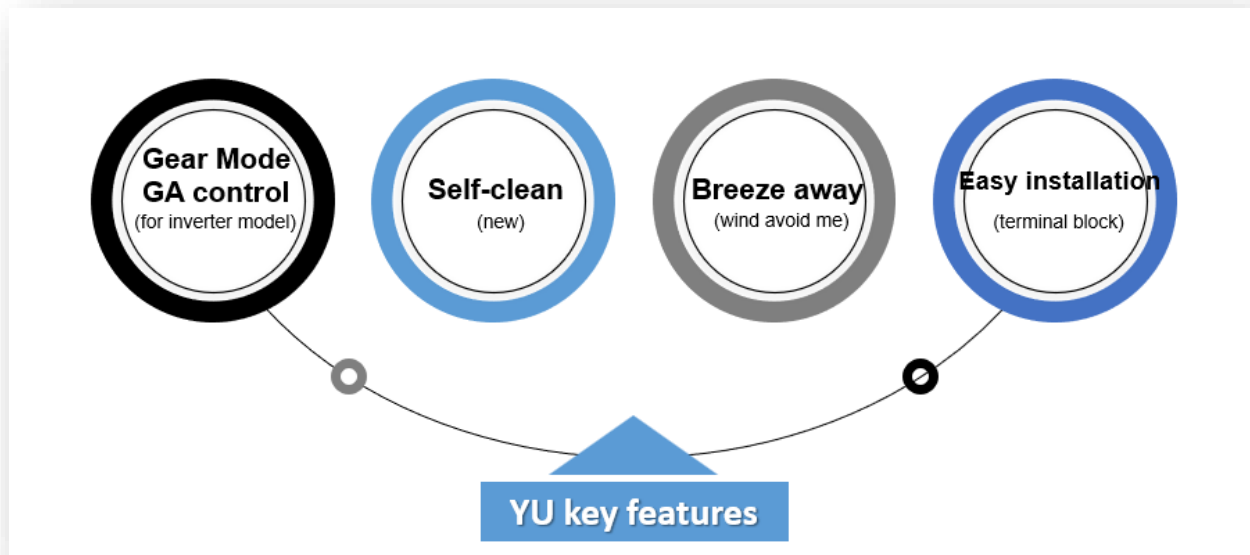 Gear Mode
GA control
(for inverter model)
Self-clean
(new)
Breeze away
(wind avoid me)
Easy installation
(terminal block)
YU key features